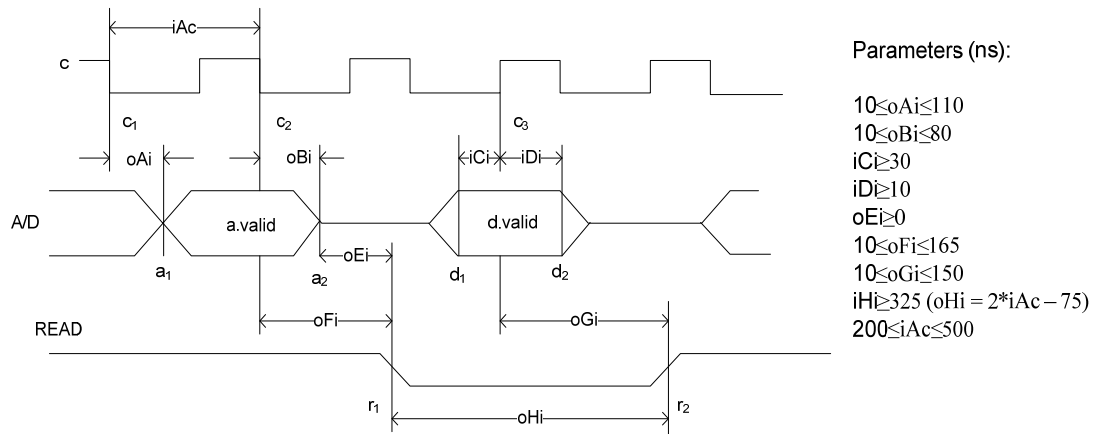 iAc
c
c₁
c₂
c₃
oAi
oBi
iCi
iDi
A/D
a.valid
d.valid
a₁
a₂
oEi
d₁
d₂
oFi
oGi
READ
r₁
oHi
r₂
Parameters (ns):
10≤oAi≤110
10≤oBi≤80
iCi≥30
iDi≥10
oEi≥0
10≤oFi≤165
10≤oGi≤150
iHi≥325 (oHi = 2*iAc – 75)
200≤iAc≤500